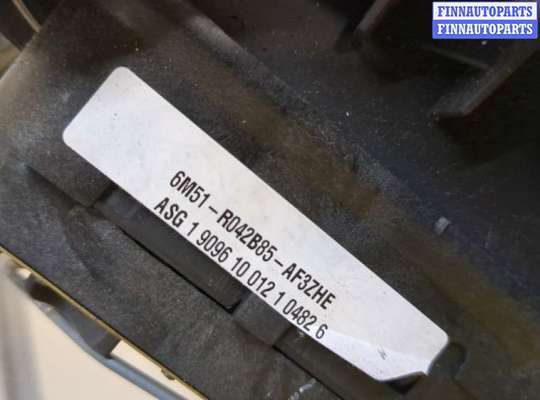 FINNAUTOPARTS
FINNAUTOPARTS
6M51-R042B85-AF3ZHE
ASG 1 9096 10 012 1 0482 6